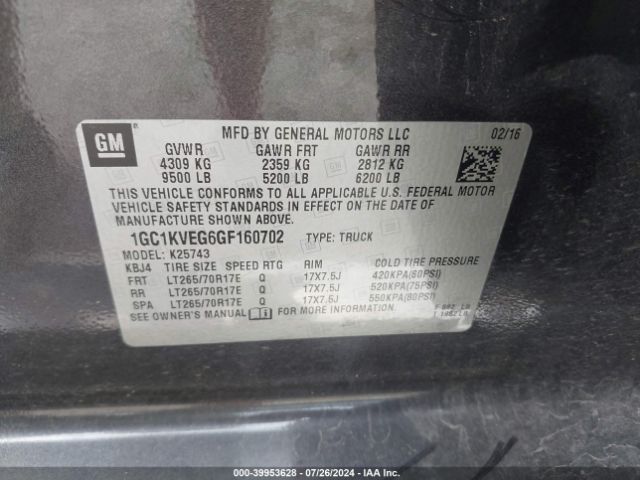 GM
MFD BY GENERAL MOTORS LLC 02/16
GVWR GAWR FRT GAWR RR
4309 KG 2359 KG 2812 KG
9500 LB 5200 LB 6200 LB
THIS VEHICLE CONFORMS TO ALL APPLICABLE U.S. FEDERAL MOTOR
VEHICLE SAFETY STANDARDS IN EFFECT ON THE DATE OF
MANUFACTURE SHOWN ABOVE.
1GC1KVEG6GF160702 TYPE: TRUCK
MODEL: K25743
KBJ4 TIRE SIZE SPEED RTG RIM COLD TIRE PRESSURE
FRT LT265/70R17E Q 17X7.5J 420KPA(60PSI)
RR LT265/70R17E Q 17X7.5J 520KPA(75PSI)
SPA LT265/70R17E Q 17X7.5J 550KPA(80PSI)
SEE OWNER'S MANUAL FOR MORE INFORMATION.
000-39953628 - 07/26/2024 - IAA Inc.